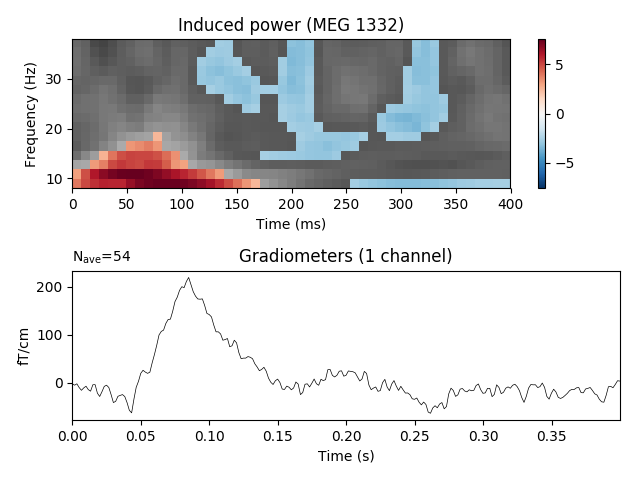 Induced power (MEG 1332)
Frequency (Hz)
30
20
10
0 50 100 150 200 250 300 350 400
Time (ms)
5
0
−5
Nave=54
Gradiometers (1 channel)
fT/cm
200
100
0
0.00 0.05 0.10 0.15 0.20 0.25 0.30 0.35
Time (s)